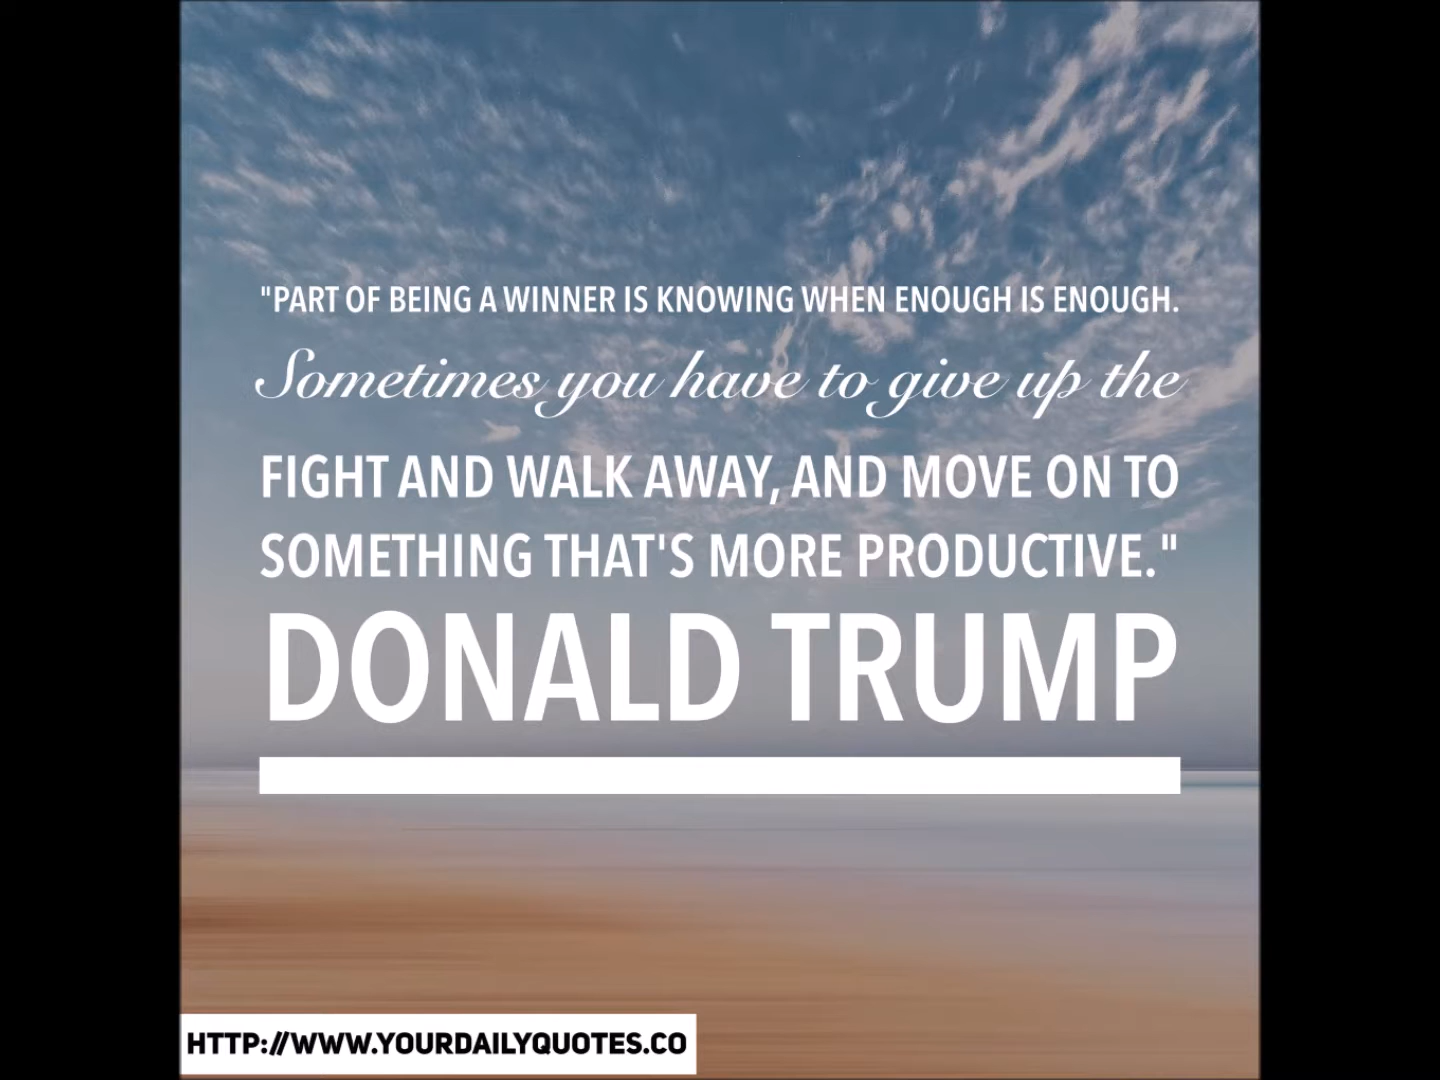 "PART OF BEING A WINNER IS KNOWING WHEN ENOUGH IS ENOUGH.
Sometimes you have to give up the
FIGHT AND WALK AWAY, AND MOVE ON TO
SOMETHING THAT'S MORE PRODUCTIVE."
DONALD TRUMP
HTTP://WWW.YOURDAILYQUOTES.CO